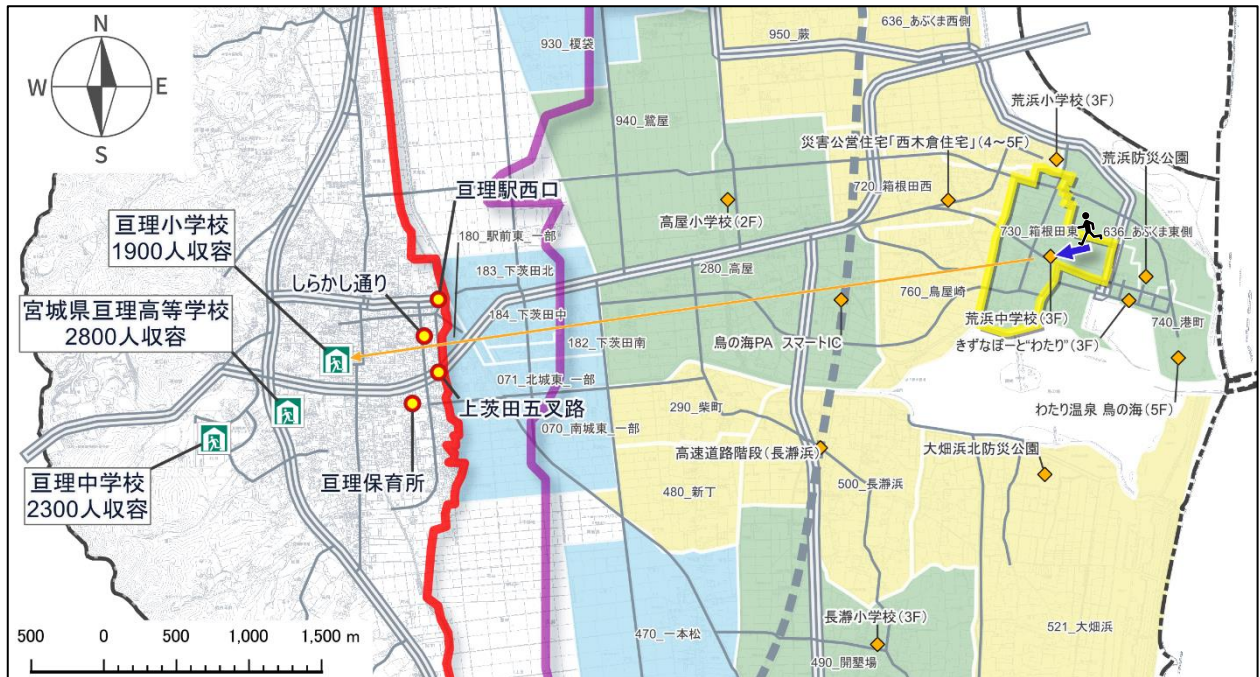 N
W
E
S
930_榎袋
950_蕨
636_あぶくま西側
940_鷺屋
荒浜小学校(3F)
災害公営住宅「西木倉住宅」(4～5F)
荒浜防災公園
720_箱根田西
亘理駅西口
高屋小学校(2F)
亘理小学校
1900人収容
180_駅前東_一部
730_箱根田東
636_あぶくま東側
183_下茨田北
280_高屋
しらかし通り
760_鳥屋崎
宮城県亘理高等学校
2800人収容
184_下茨田中
荒浜中学校(3F)
740_港町
182_下茨田南
鳥の海PA スマートIC
きずなぽーと“わたり”(3F)
071_北城東_一部
上茨田五叉路
290_柴町
わたり温泉 鳥の海(5F)
070_南城東_一部
高速道路階段(長瀞浜)
大畑浜北防災公園
亘理中学校
2300人収容
亘理保育所
480_新丁
500_長瀞浜
長瀞小学校(3F)
470_一本松
521_大畑浜
490_開墾場
500 0 500 1,000 1,500 m